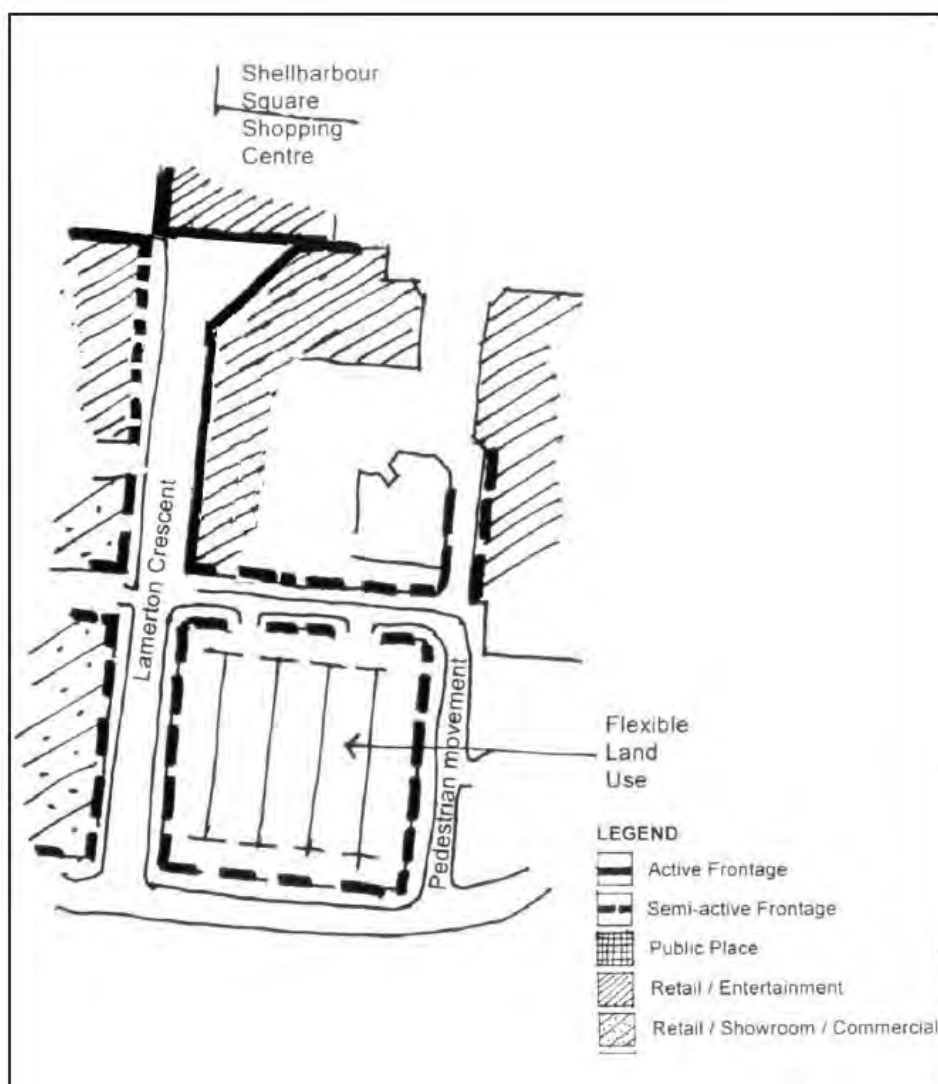 Shellharbour
Square
Shopping
Centre
Lamerton Crescent
Pedestrian movement
Flexible
Land
Use
LEGEND
Active Frontage
Semi-active Frontage
Public Place
Retail / Entertainment
Retail / Showroom / Commercial